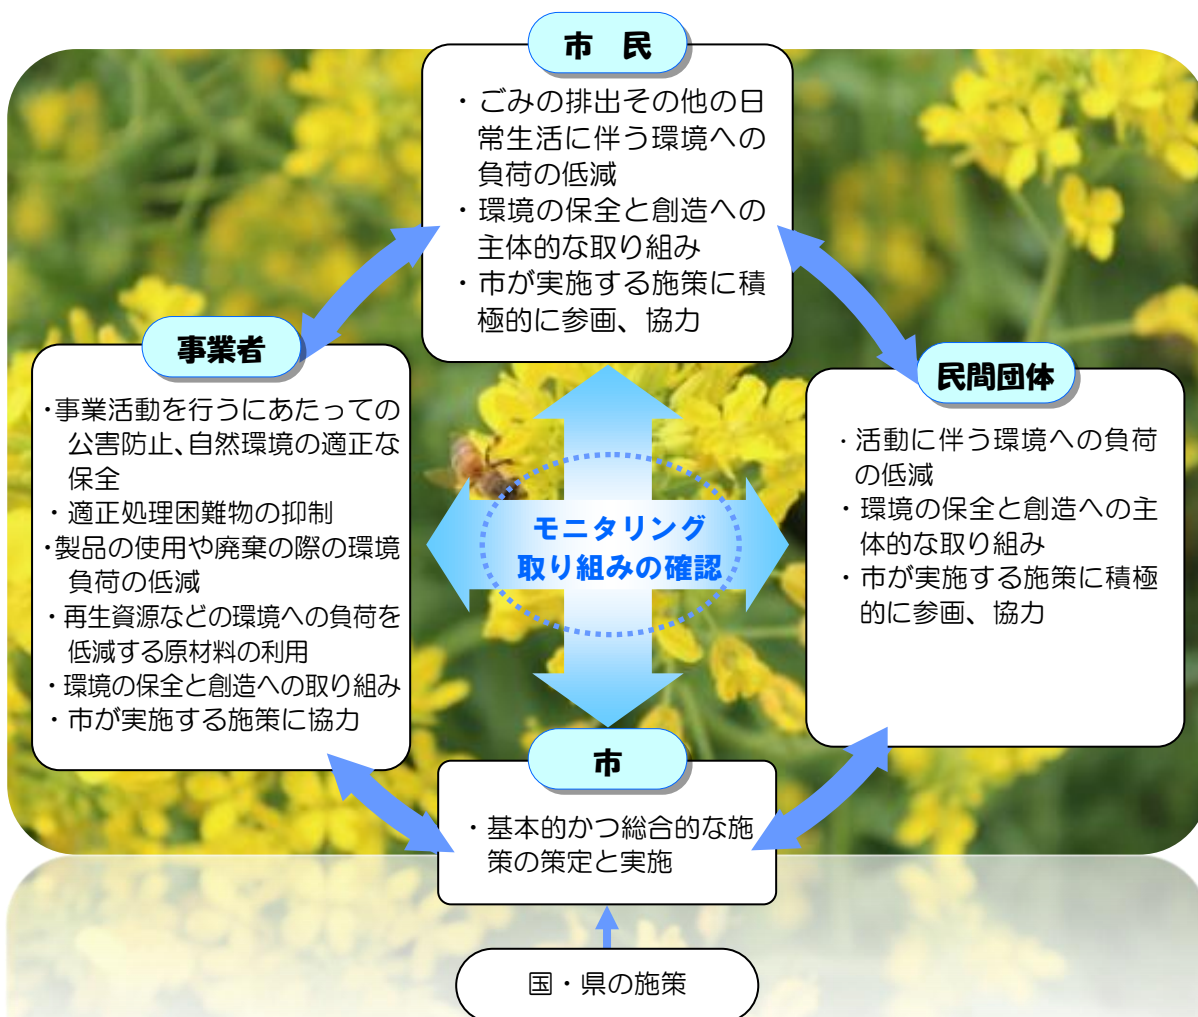 市　民
・ごみの排出その他の日
常生活に伴う環境への
負荷の低減
・環境の保全と創造への
主体的な取り組み
・市が実施する施策に積
極的に参画、協力
事業者
・事業活動を行うにあたっての
公害防止、自然環境の適正な
保全
・適正処理困難物の抑制
・製品の使用や廃棄の際の環境
負荷の低減
・再生資源などの環境への負荷を
低減する原材料の利用
・環境の保全と創造への取り組み
・市が実施する施策に協力
モニタリング
取り組みの確認
民間団体
・活動に伴う環境への負荷
の低減
・環境の保全と創造への主
体的な取り組み
・市が実施する施策に積極
的に参画、協力
市
・基本的かつ総合的な施
策の策定と実施
国・県の施策